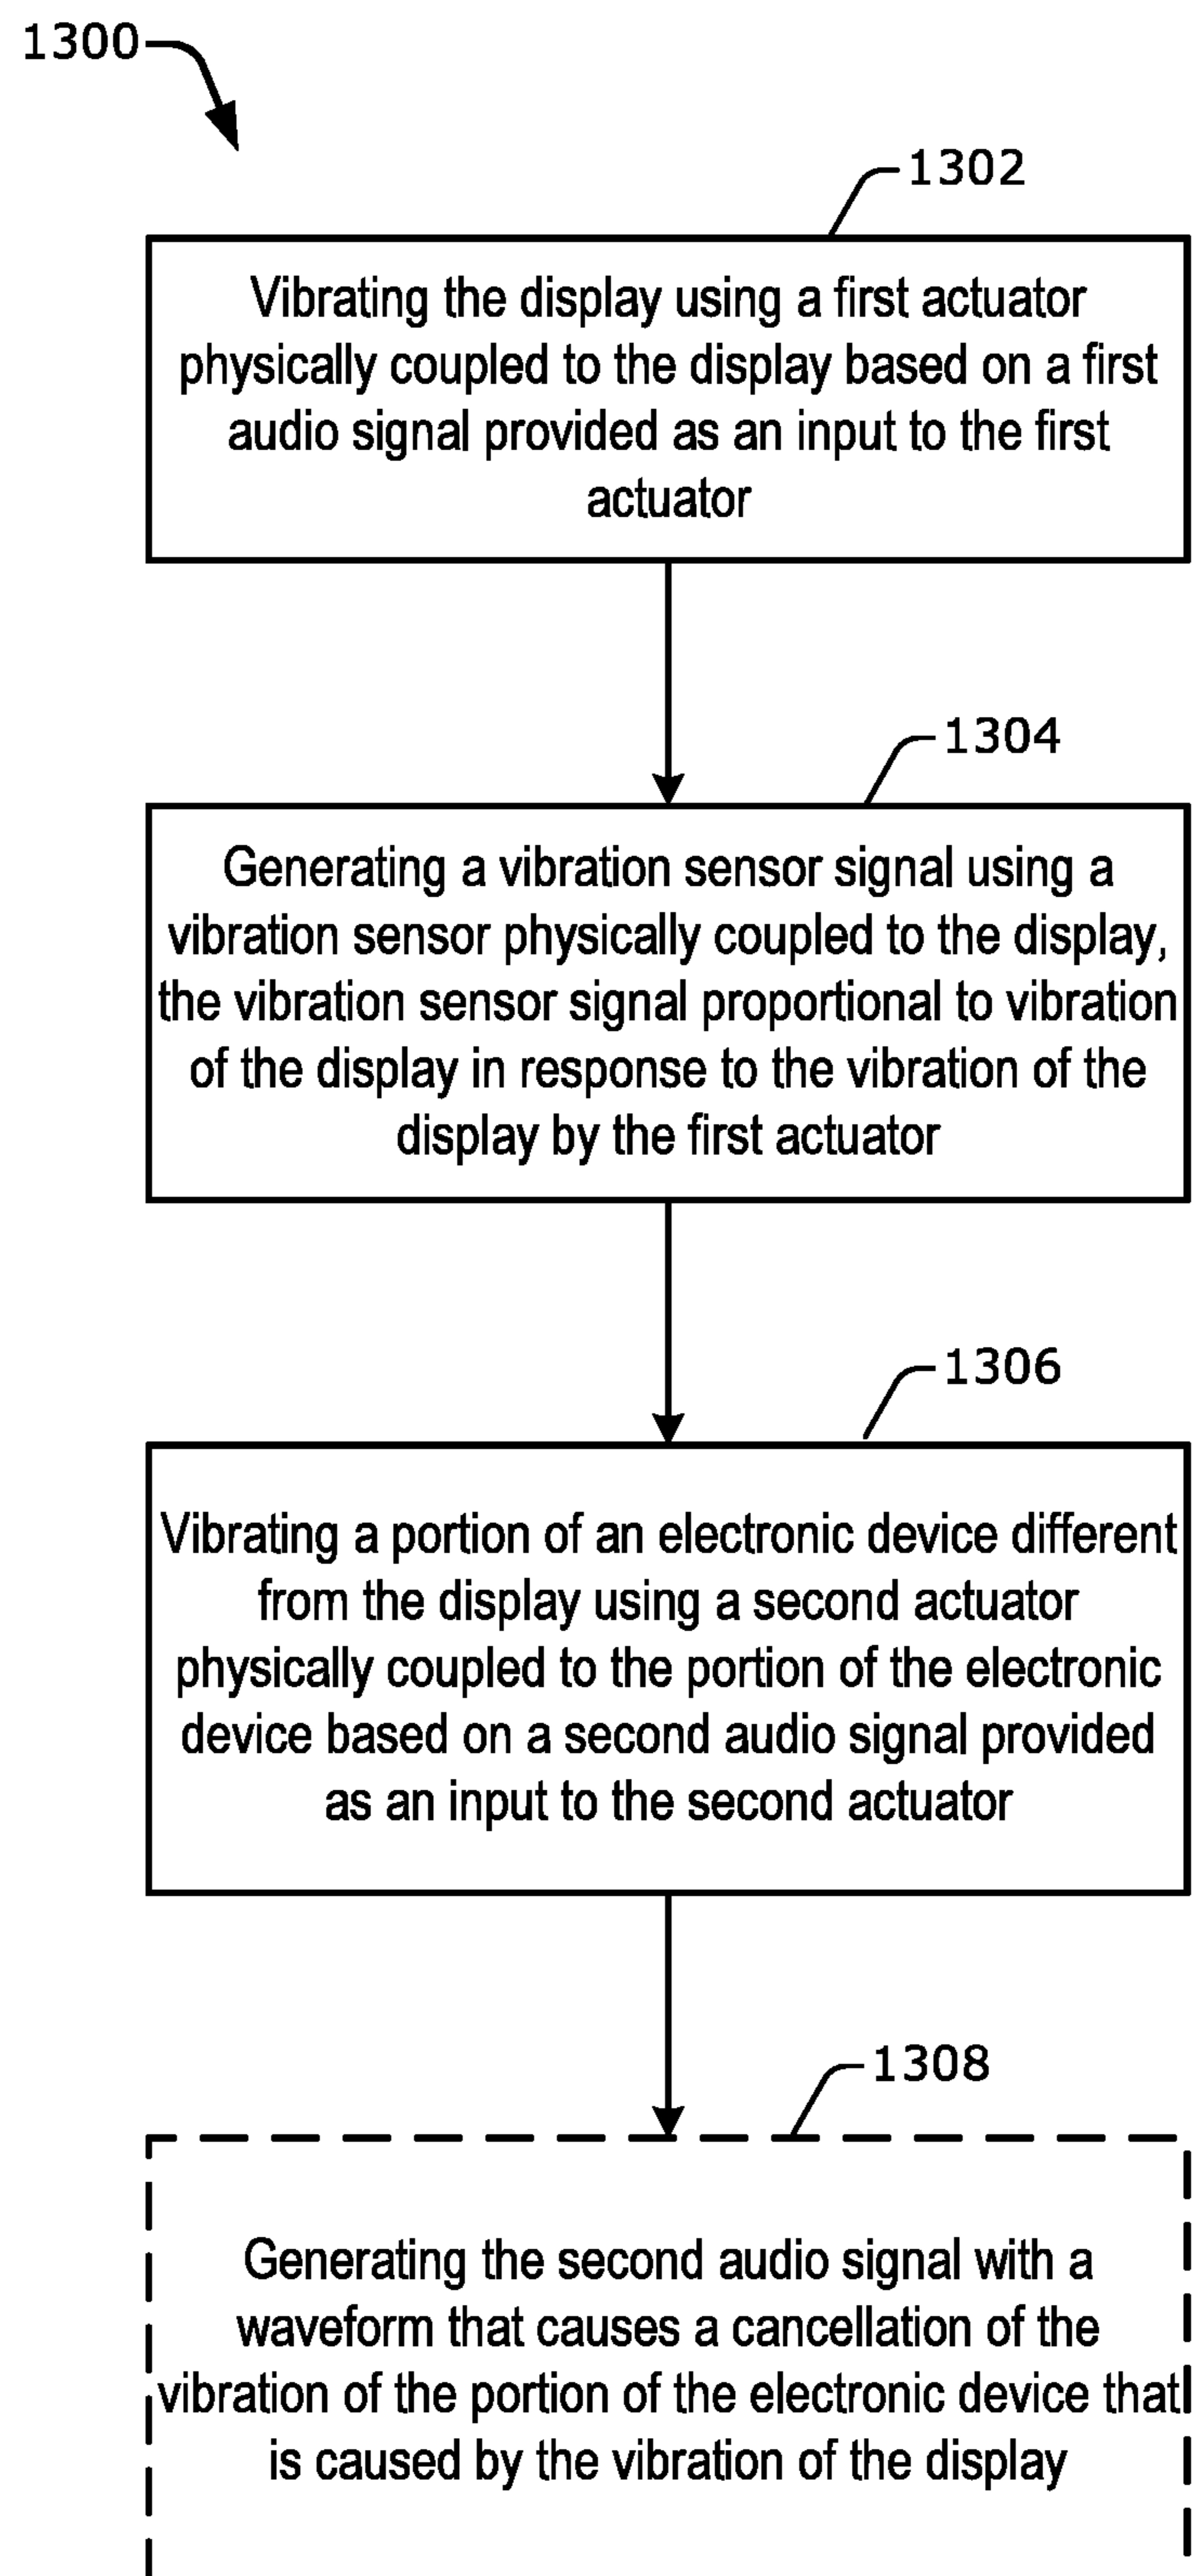 1300
1302
Vibrating the display using a first actuator
physically coupled to the display based on a first
audio signal provided as an input to the first
actuator
1304
Generating a vibration sensor signal using a
vibration sensor physically coupled to the display,
the vibration sensor signal proportional to vibration
of the display in response to the vibration of the
display by the first actuator
1306
Vibrating a portion of an electronic device different
from the display using a second actuator
physically coupled to the portion of the electronic
device based on a second audio signal provided
as an input to the second actuator
1308
Generating the second audio signal with a
waveform that causes a cancellation of the
vibration of the portion of the electronic device that
is caused by the vibration of the display